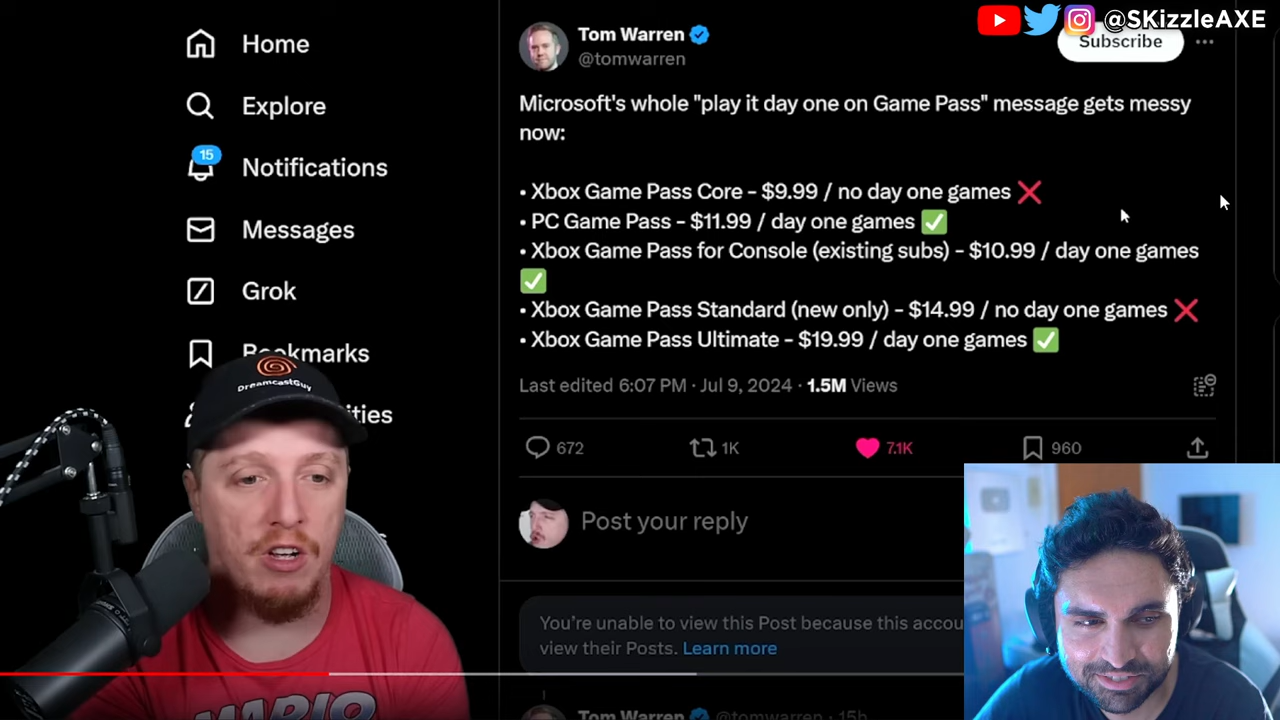 @SKizzleAXE
Home
Explore
15
Notifications
Messages
Grok
Bookmarks
DreamcastGuy
MARIO
Tom Warren
@tomwarren
Subscribe
Microsoft's whole "play it day one on Game Pass" message gets messy
now:
• Xbox Game Pass Core – $9.99 / no day one games ❌
• PC Game Pass – $11.99 / day one games ✅
• Xbox Game Pass for Console (existing subs) – $10.99 / day one games
✅
• Xbox Game Pass Standard (new only) – $14.99 / no day one games ❌
• Xbox Game Pass Ultimate – $19.99 / day one games ✅
Last edited 6:07 PM · Jul 9, 2024 · 1.5M Views
672 1K 7.1K 960
Post your reply
You're unable to view this Post because this
view their Posts. Learn more
Tom Warren @tomwarren · 15h